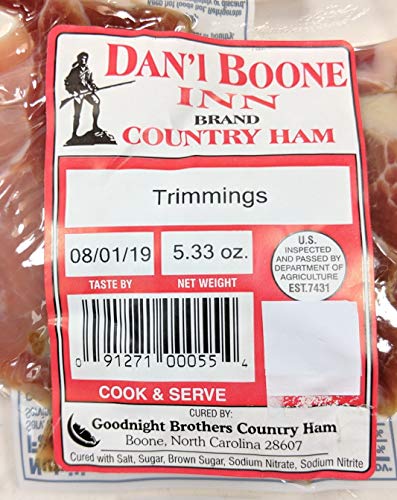 DAN'l BOONE
INN
BRAND
COUNTRY HAM
Trimmings
08/01/19
5.33 oz.
TASTE BY
NET WEIGHT
U.S.
INSPECTED
AND PASSED BY
DEPARTMENT OF
AGRICULTURE
EST.7431
0 91271 00055 4
COOK & SERVE
CURED BY:
Goodnight Brothers Country Ham
Boone, North Carolina 28607
Cured with Salt, Sugar, Brown Sugar, Sodium Nitrate, Sodium Nitrite